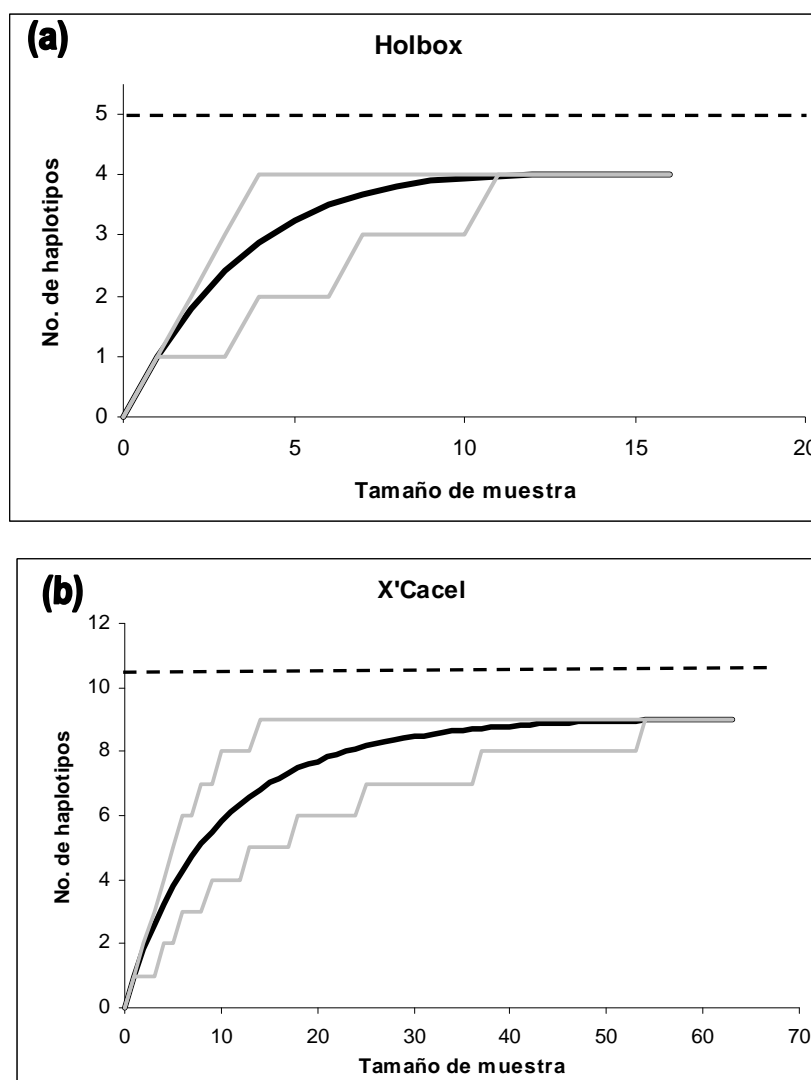 (a)
Holbox
5
4
3
2
1
0
No. de haplotipos
0 5 10 15 20
Tamaño de muestra
(b)
X'Cacel
12
10
8
6
4
2
0
No. de haplotipos
0 10 20 30 40 50 60 70
Tamaño de muestra